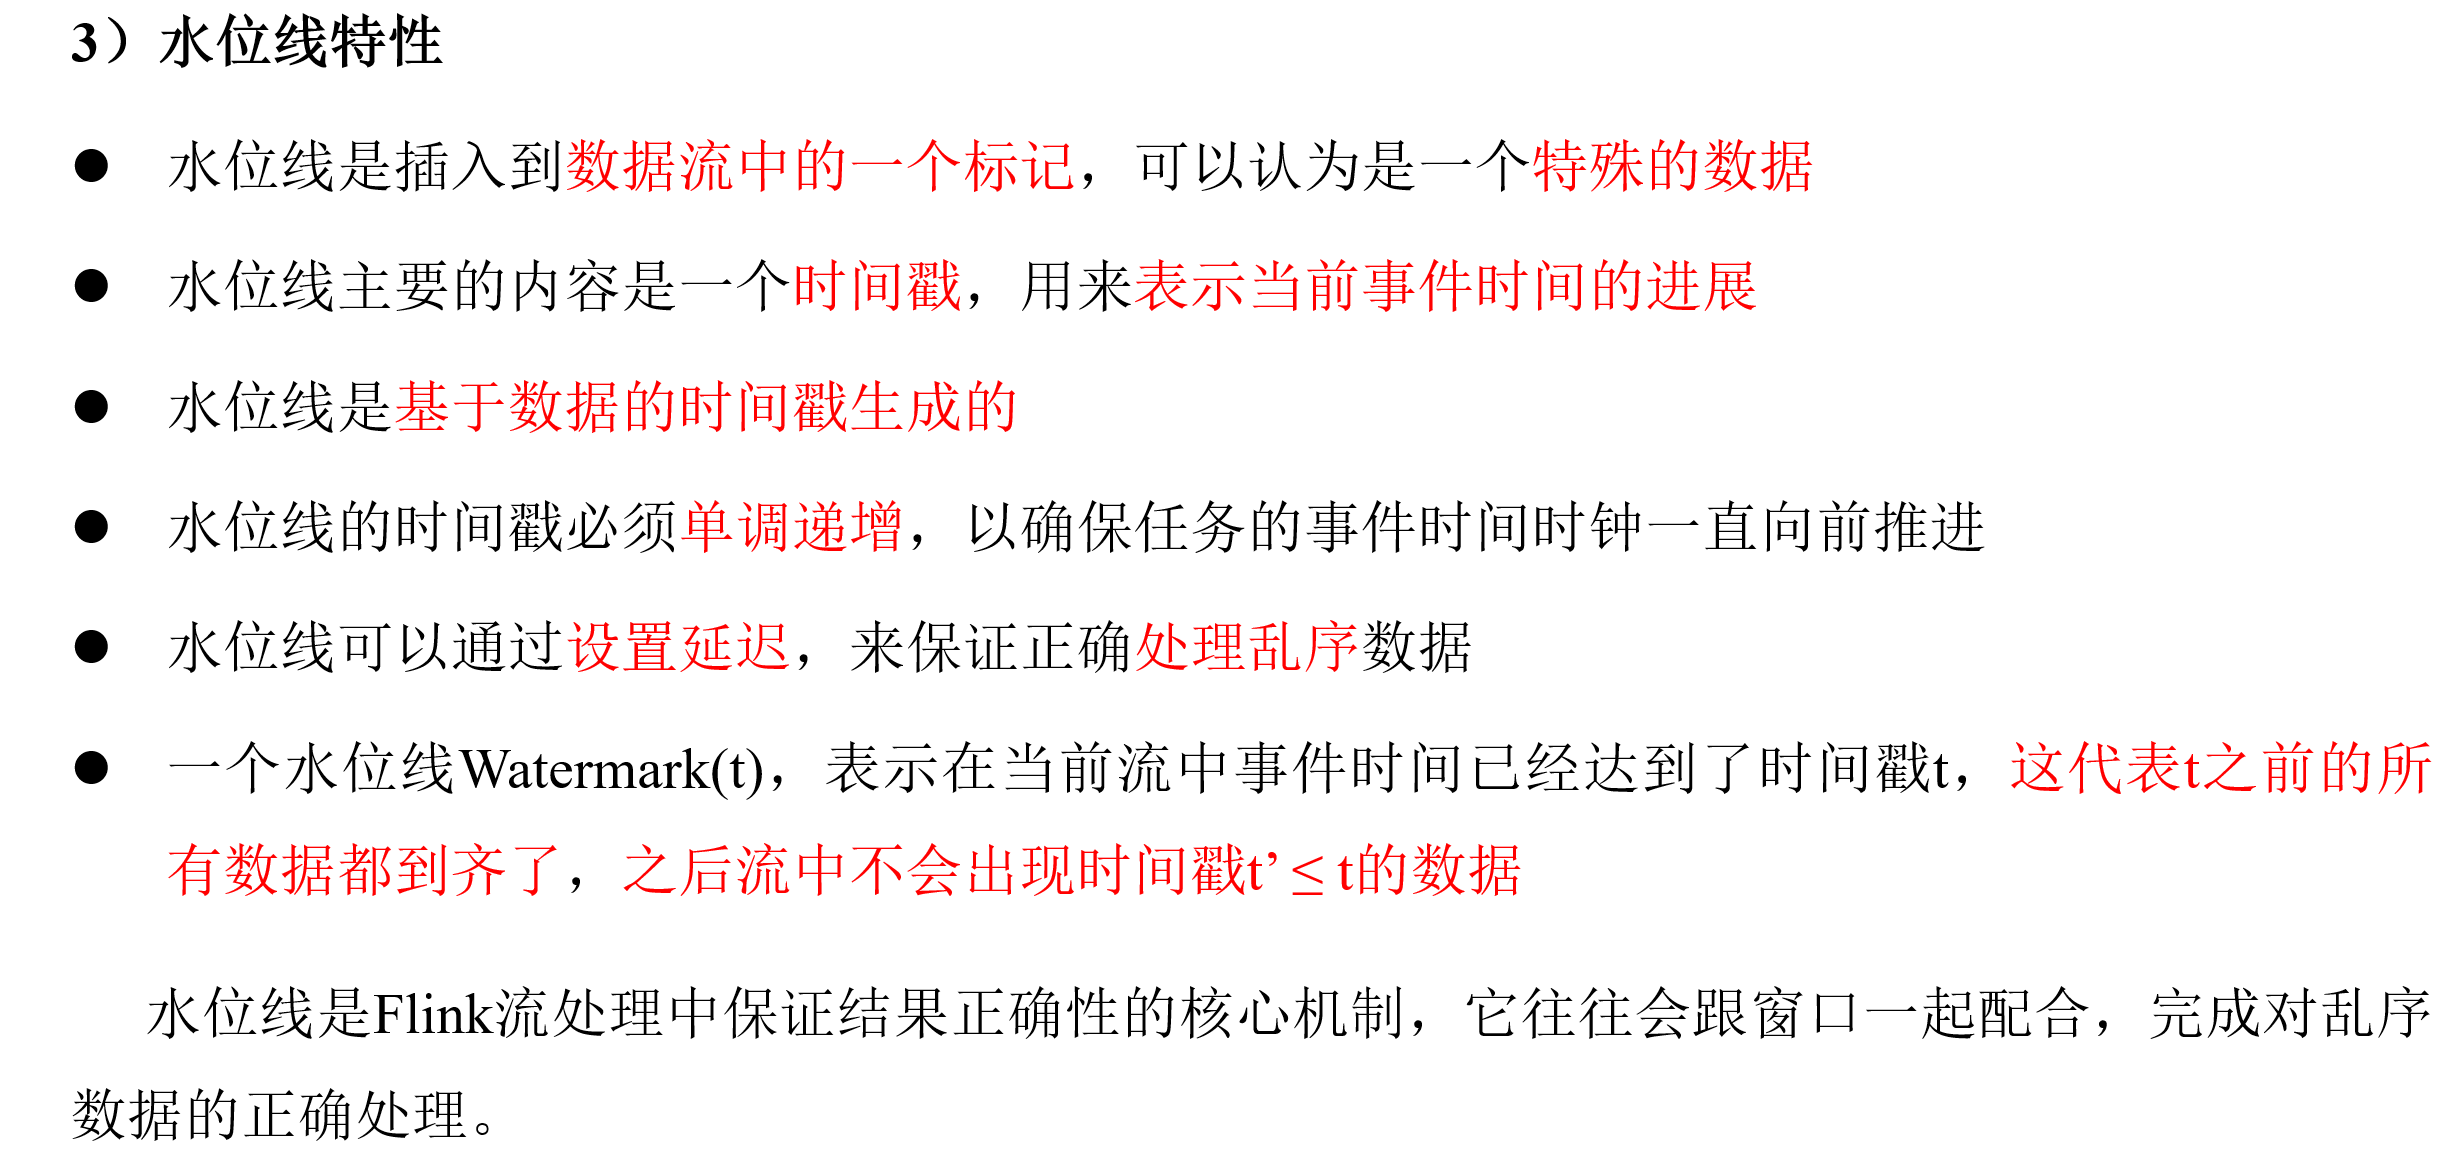 3）水位线特性
● 水位线是插入到数据流中的一个标记，可以认为是一个特殊的数据
● 水位线主要的内容是一个时间戳，用来表示当前事件时间的进展
● 水位线是基于数据的时间戳生成的
● 水位线的时间戳必须单调递增，以确保任务的事件时间时钟一直向前推进
● 水位线可以通过设置延迟，来保证正确处理乱序数据
● 一个水位线Watermark(t)，表示在当前流中事件时间已经达到了时间戳t，这代表t之前的所
有数据都到齐了，之后流中不会出现时间戳t’ ≤ t的数据
水位线是Flink流处理中保证结果正确性的核心机制，它往往会跟窗口一起配合，完成对乱序
数据的正确处理。